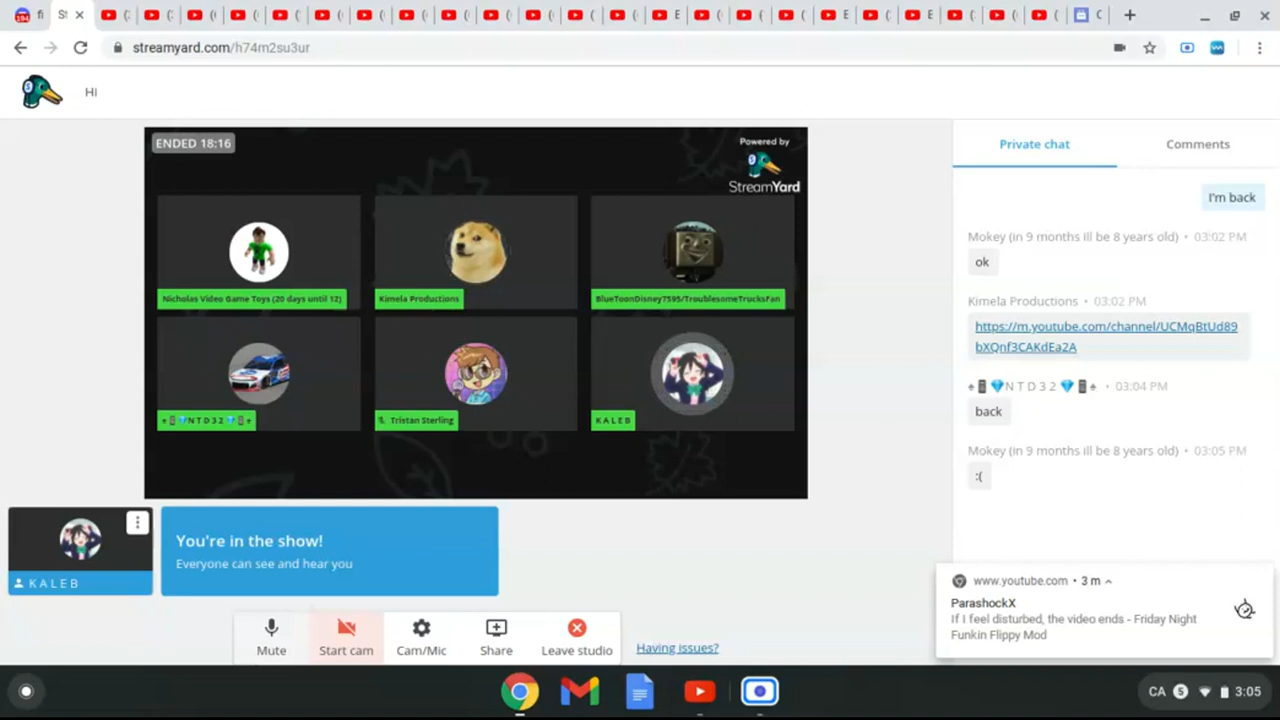 194
streamyard.com/h74m2su3ur
Hi
ENDED 18:16
Powered by
StreamYard
Nicholas Video Game Toys (20 days until 12)
Kimela Productions
BlueToonDisney7595/TroublesomeTrucksFan
♠📱💎N T D 3 2 💎📱♠
Tristan Sterling
K A L E B
K A L E B
You're in the show!
Everyone can see and hear you
Mute
Start cam
Cam/Mic
Share
Leave studio
Having issues?
Private chat
Comments
I'm back
Mokey (in 9 months ill be 8 years old) • 03:02 PM
ok
Kimela Productions • 03:02 PM
https://m.youtube.com/channel/UCMqBtUd89
bXQnf3CAKdEa2A
♠📱💎N T D 3 2 💎📱♠ • 03:04 PM
back
Mokey (in 9 months ill be 8 years old) • 03:05 PM
:(
www.youtube.com • 3 m
ParashockX
If I feel disturbed, the video ends - Friday Night
Funkin Flippy Mod
CA 5 3:05